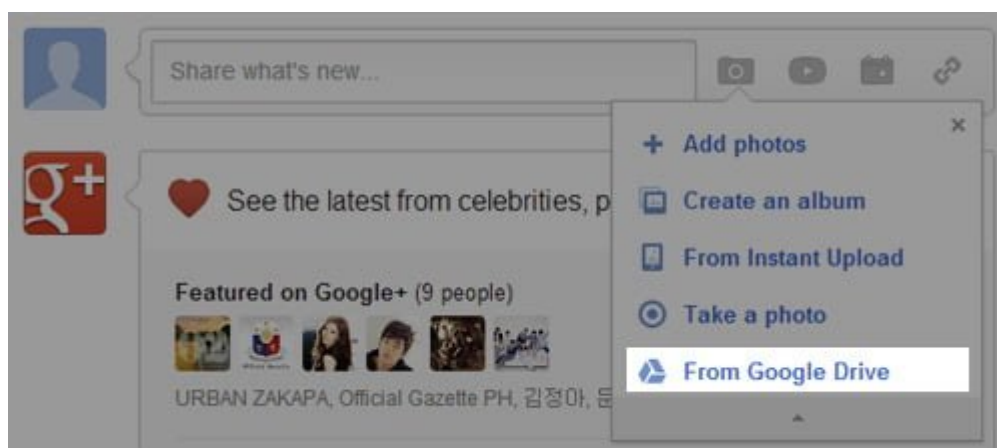 Share what's new...
g+
See the latest from celebrities, p
Featured on Google+ (9 people)
URBAN ZAKAPA, Official Gazette PH, 김정아,
Add photos
Create an album
From Instant Upload
Take a photo
From Google Drive